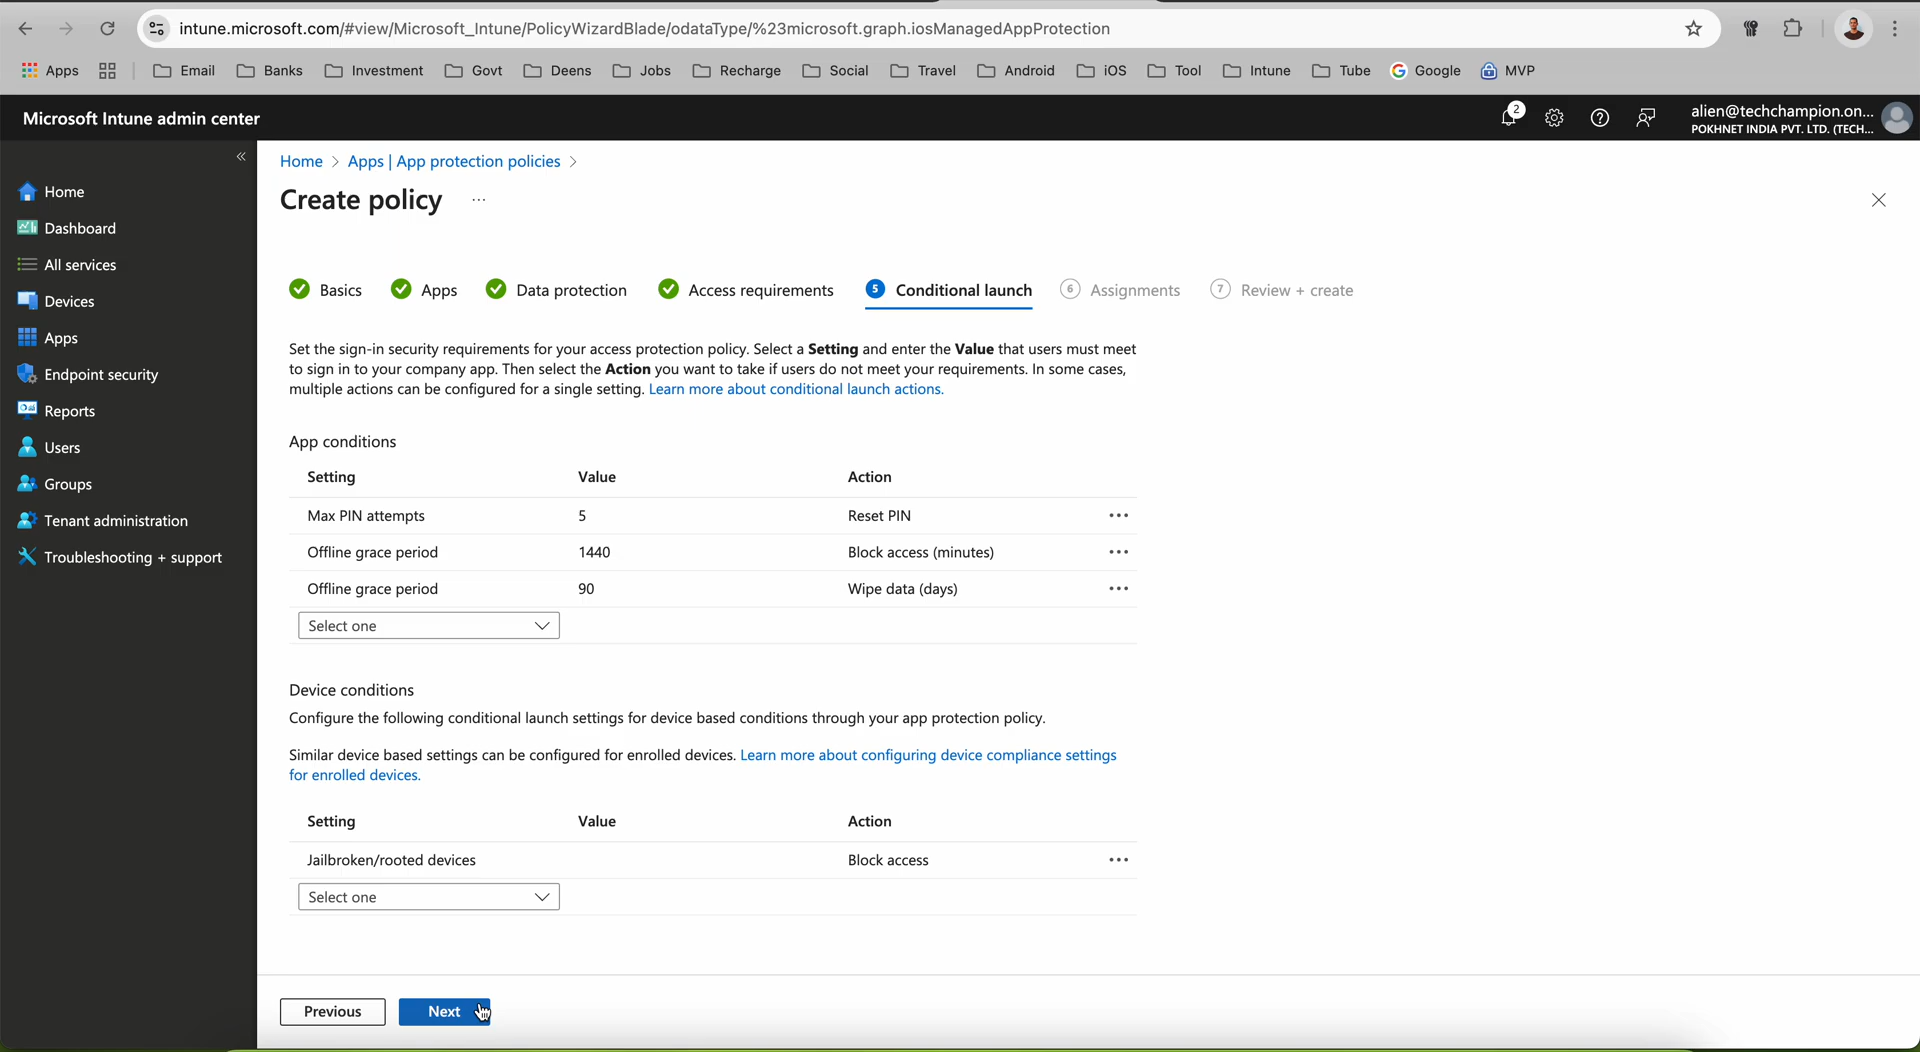 intune.microsoft.com/#view/Microsoft_Intune/PolicyWizardBlade/odataType/%23microsoft.graph.iosManagedAppProtection
Apps Email Banks Investment Govt Deens Jobs Recharge Social Travel Android iOS Tool Intune Tube Google MVP
Microsoft Intune admin center
2
alien@techchampion.on...
POKHNET INDIA PVT. LTD. (TECH...
Home
Dashboard
All services
Devices
Apps
Endpoint security
Reports
Users
Groups
Tenant administration
Troubleshooting + support
Home > Apps | App protection policies >
Create policy ...
Basics Apps Data protection Access requirements 5 Conditional launch 6 Assignments 7 Review + create
Set the sign-in security requirements for your access protection policy. Select a Setting and enter the Value that users must meet
to sign in to your company app. Then select the Action you want to take if users do not meet your requirements. In some cases,
multiple actions can be configured for a single setting. Learn more about conditional launch actions.
App conditions
Setting Value Action
Max PIN attempts 5 Reset PIN
Offline grace period 1440 Block access (minutes)
Offline grace period 90 Wipe data (days)
Select one
Device conditions
Configure the following conditional launch settings for device based conditions through your app protection policy.
Similar device based settings can be configured for enrolled devices. Learn more about configuring device compliance settings
for enrolled devices.
Setting Value Action
Jailbroken/rooted devices Block access
Select one
Previous Next